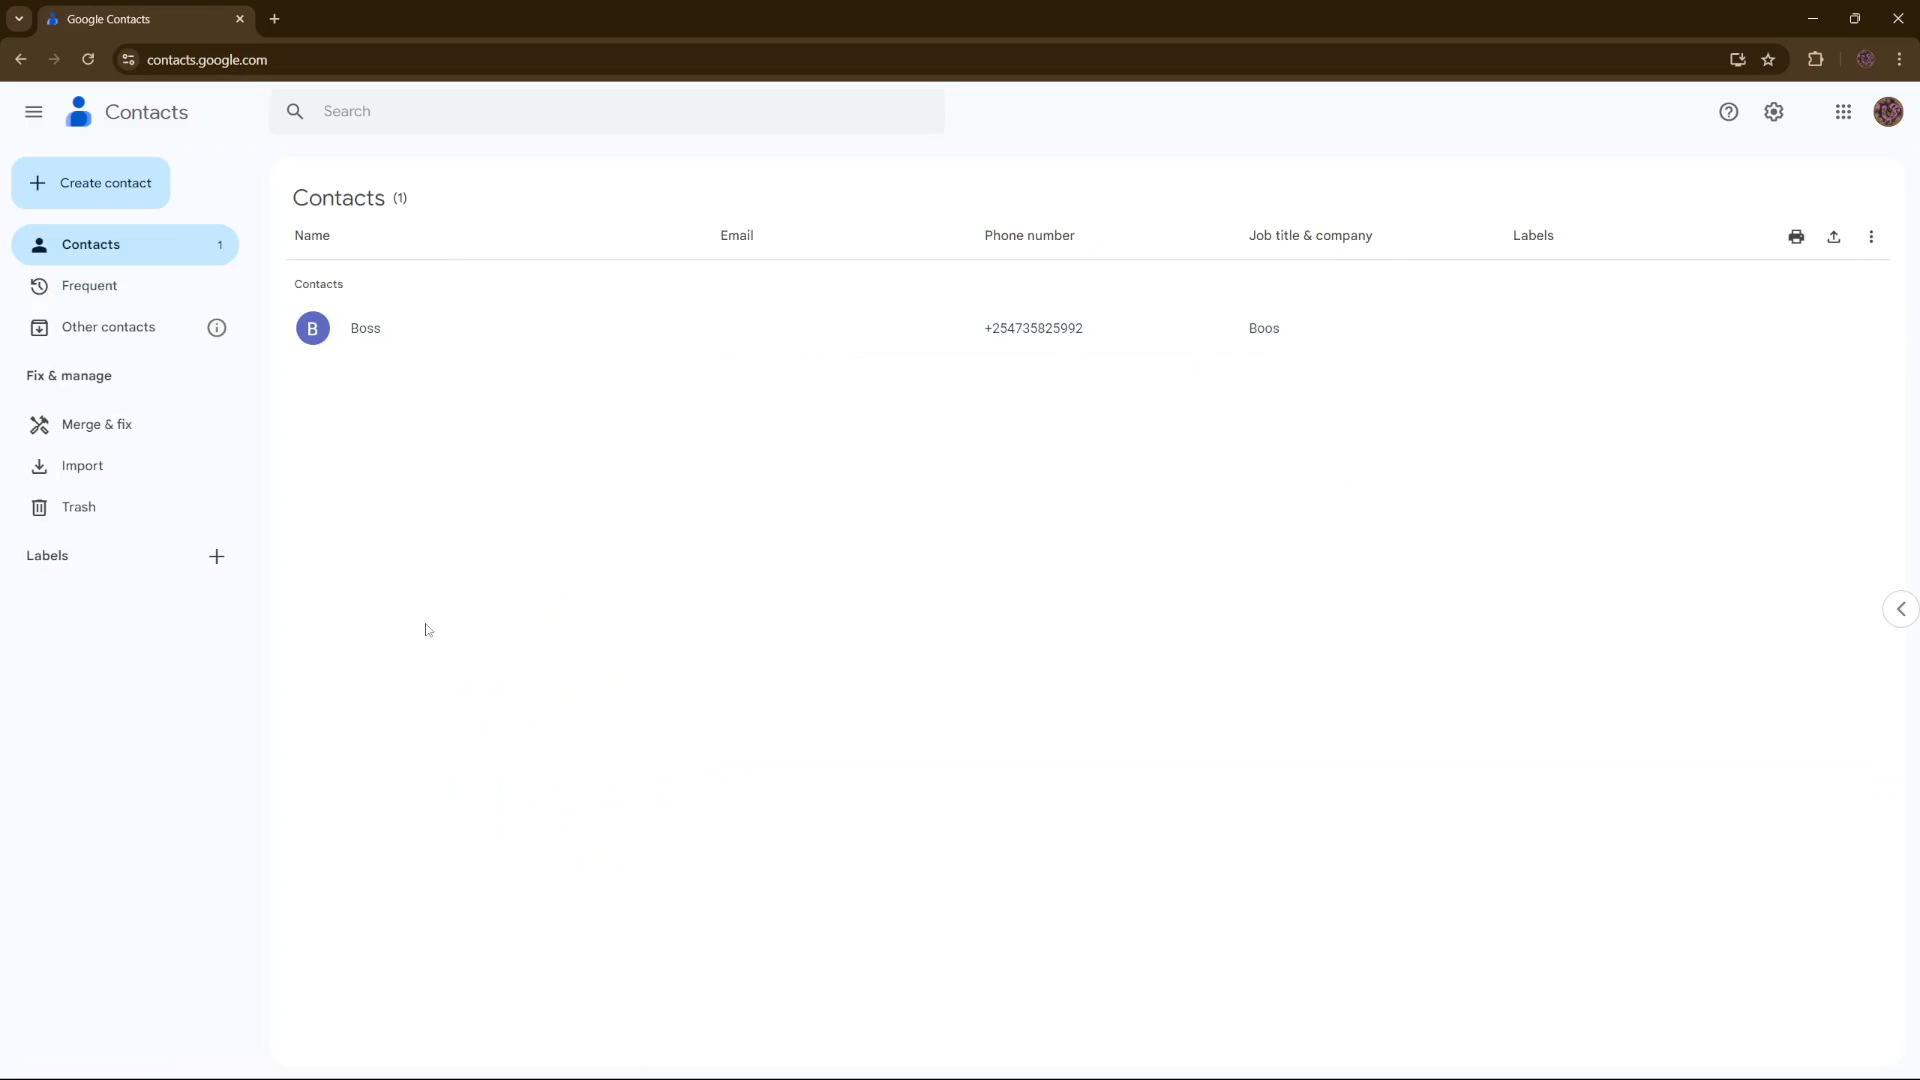 Google Contacts
contacts.google.com
Contacts
Search
Create contact
Contacts 1
Frequent
Other contacts
Fix & manage
Merge & fix
Import
Trash
Labels
Contacts (1)
Name Email Phone number Job title & company Labels
Contacts
B Boss +254735825992 Boos